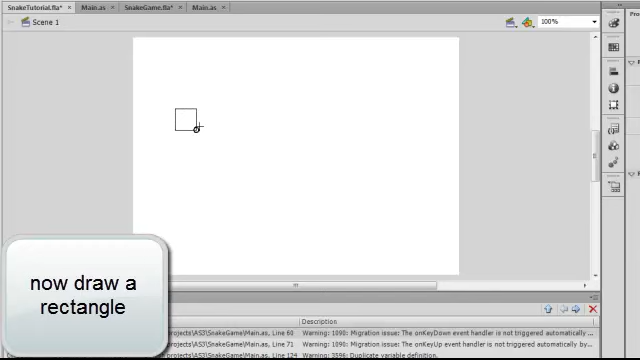 SnakeTutorial.fla* × Main.as × SnakeGame.fla* × Main.as ×
Scene 1 100%
now draw a
rectangle
Description
projects\AS3\SnakeGame\Main.as, Line 60 Warning: 1090: Migration issue: The onKeyDown event handler is not triggered automatically
projects\AS3\SnakeGame\Main.as, Line 71 Warning: 1090: Migration issue: The onKeyUp event handler is not triggered automatically by
projects\AS3\SnakeGame\Main.as, Line 124 Warning: 3596: Duplicate variable definition.